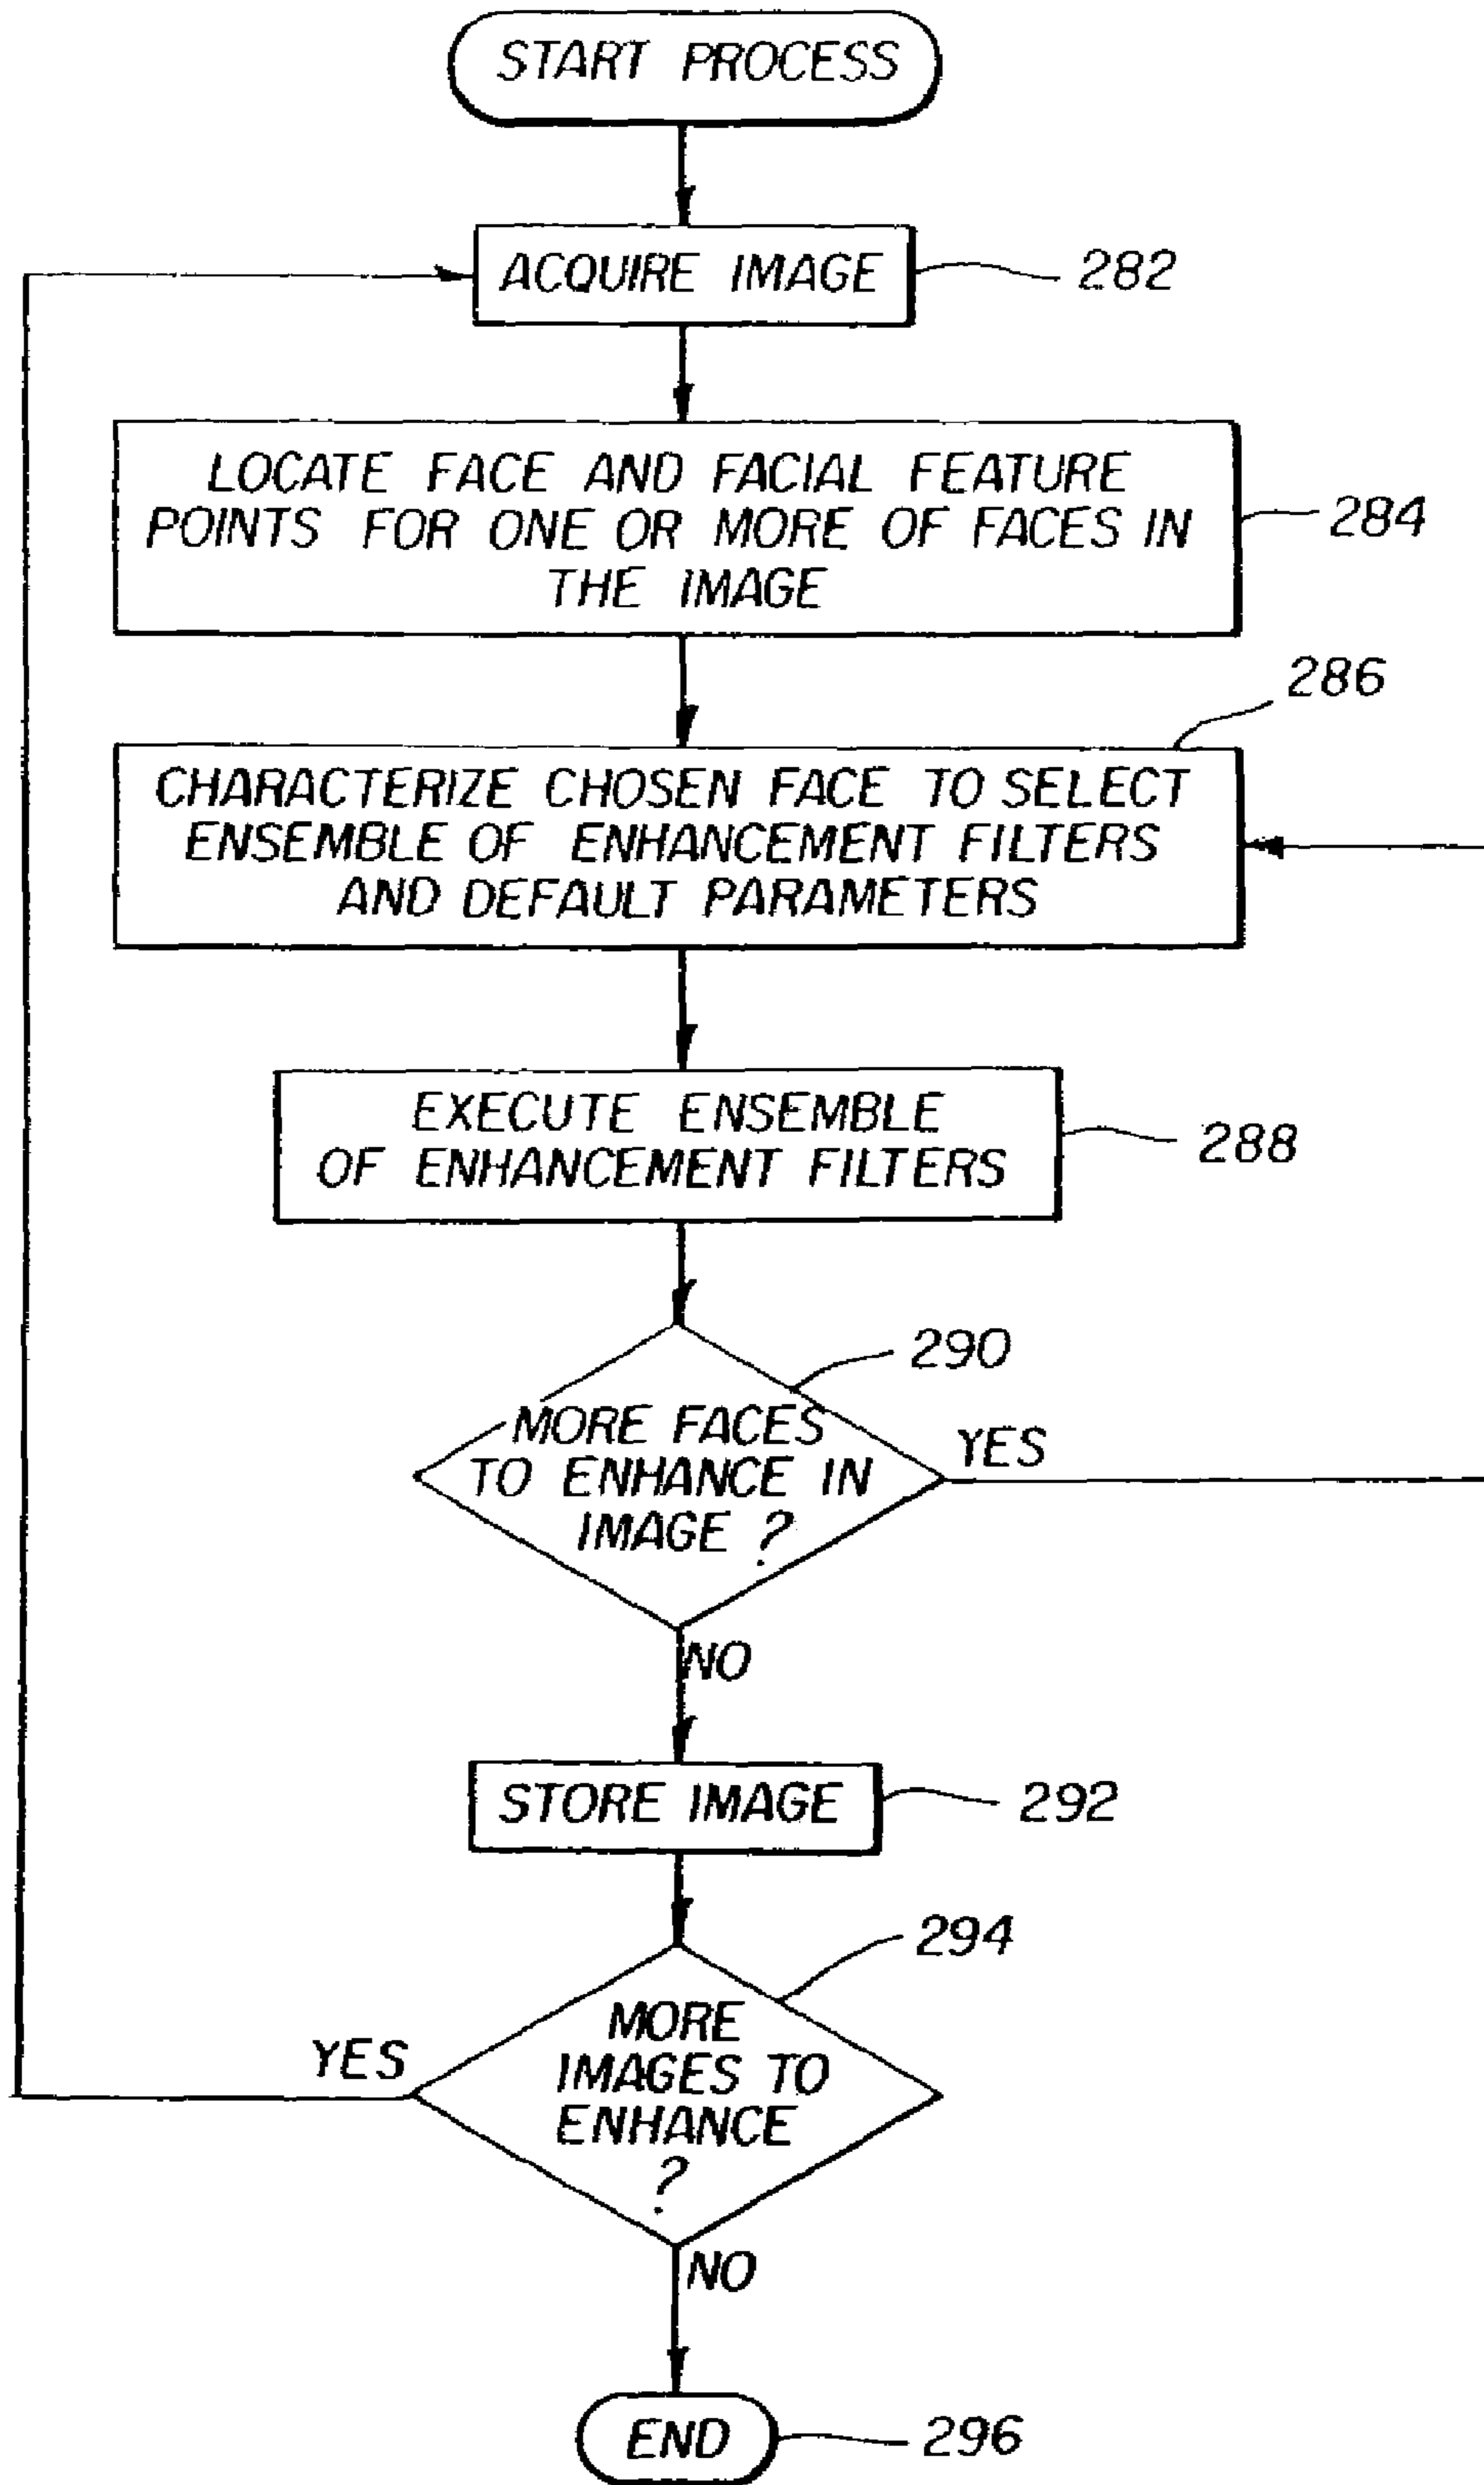 START PROCESS
ACQUIRE IMAGE
282
LOCATE FACE AND FACIAL FEATURE
POINTS FOR ONE OR MORE OF FACES IN
THE IMAGE
284
286
CHARACTERIZE CHOSEN FACE TO SELECT
ENSEMBLE OF ENHANCEMENT FILTERS
AND DEFAULT PARAMETERS
EXECUTE ENSEMBLE
OF ENHANCEMENT FILTERS
288
290
MORE FACES
TO ENHANCE IN
IMAGE ?
YES
NO
STORE IMAGE
292
294
MORE
IMAGES TO
ENHANCE
?
YES
NO
END
296